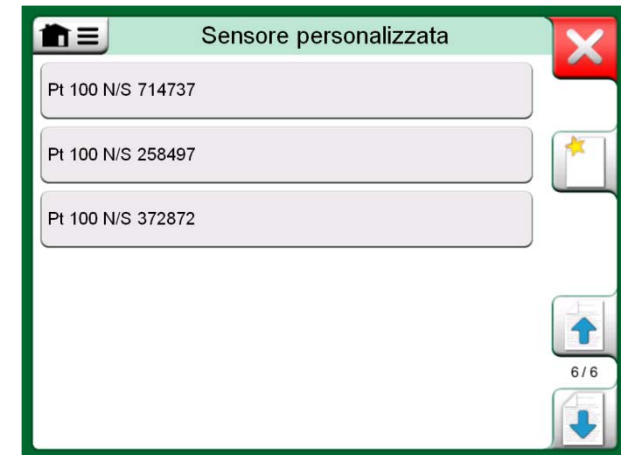 Sensore personalizzata
Pt 100 N/S 714737
Pt 100 N/S 258497
Pt 100 N/S 372872
6 / 6